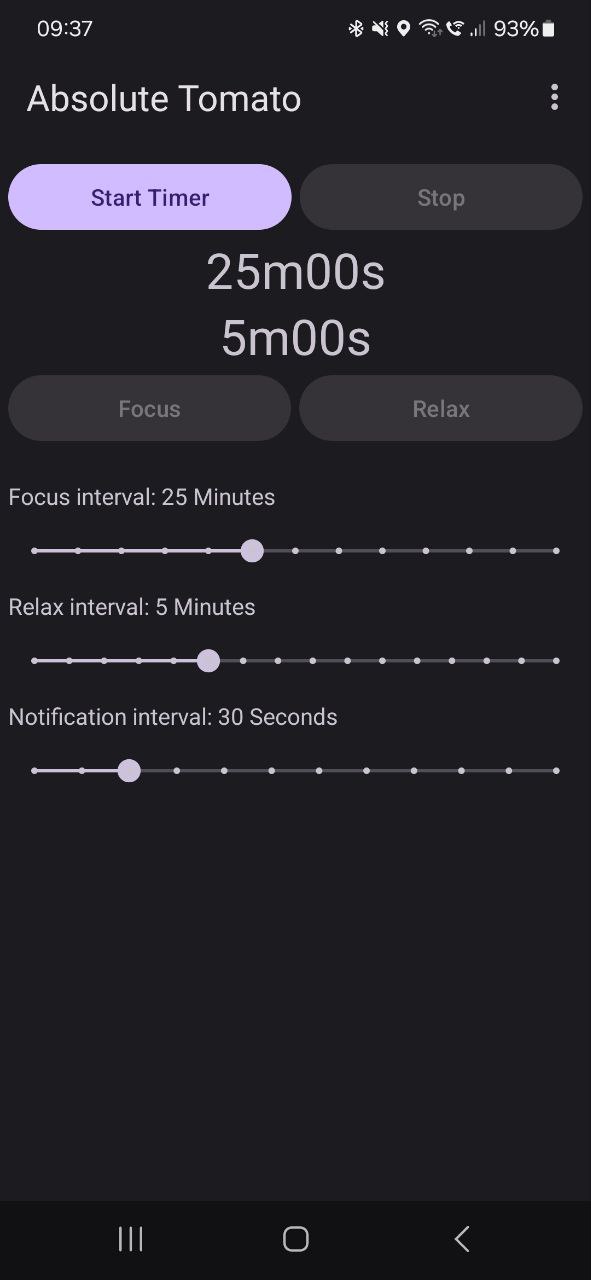 09:37 93%
Absolute Tomato
Start Timer Stop
25m00s
5m00s
Focus Relax
Focus interval: 25 Minutes
Relax interval: 5 Minutes
Notification interval: 30 Seconds